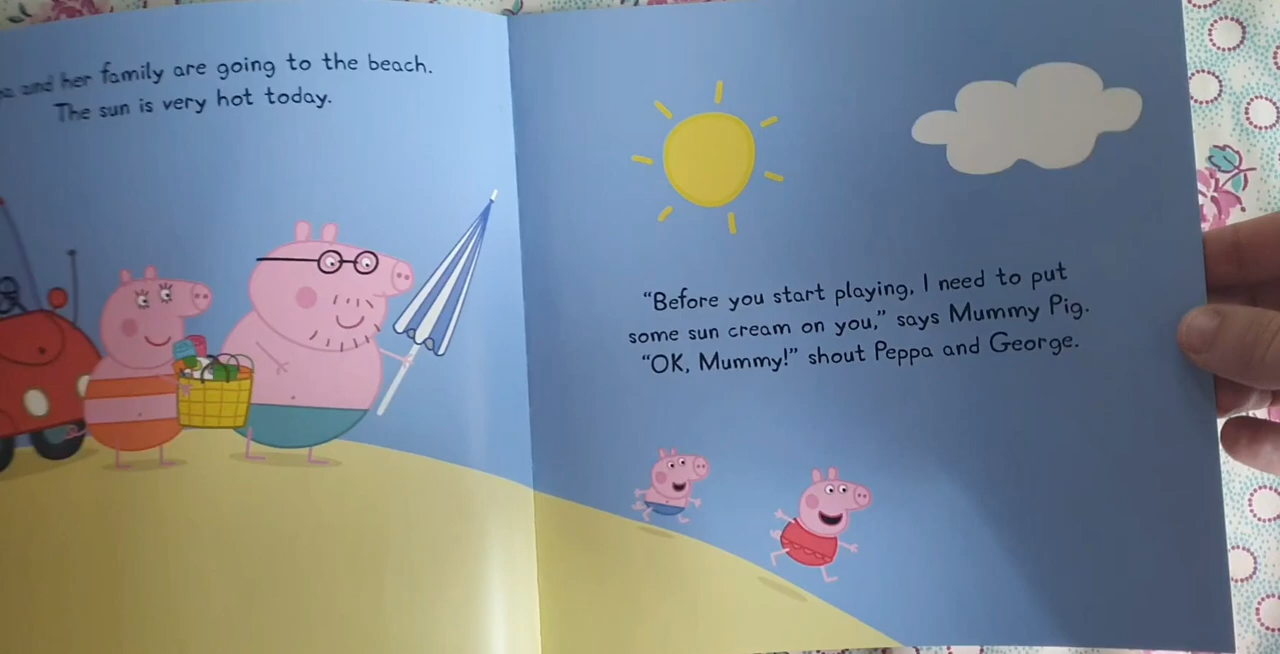 and her family are going to the beach.
The sun is very hot today.
“Before you start playing, I need to put
some sun cream on you,” says Mummy Pig.
“OK, Mummy!” shout Peppa and George.